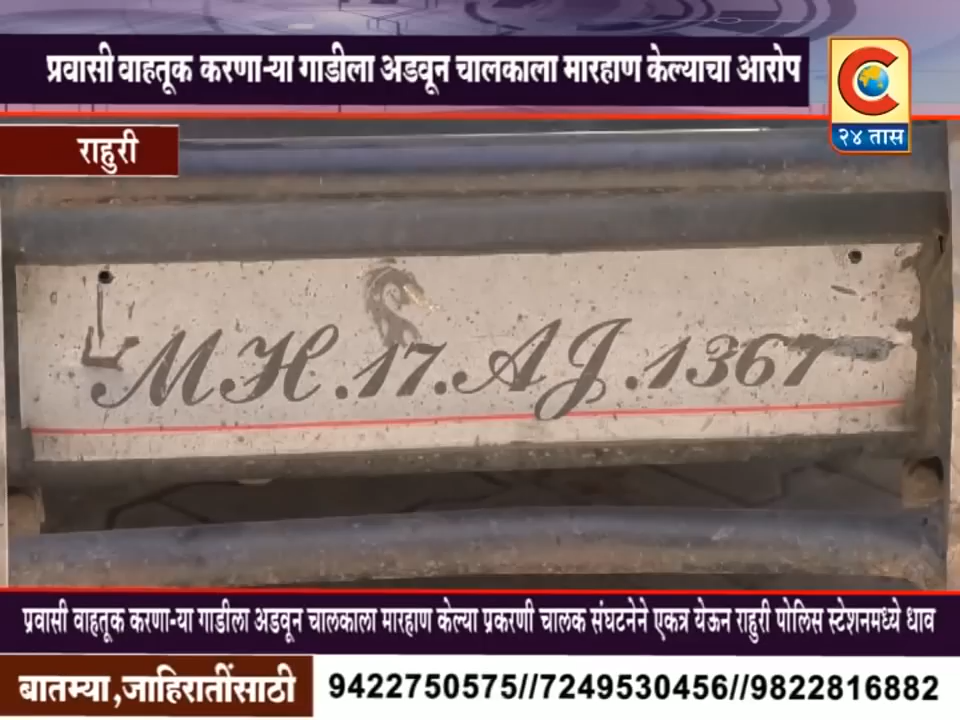 प्रवासी वाहतूक करणा-या गाडीला अडवून चालकाला मारहाण केल्याचा आरोप
C
२४ तास
राहुरी
MH.17.AJ.1367
प्रवासी वाहतूक करणा-या गाडीला अडवून चालकाला मारहाण केल्या प्रकरणी चालक संघटनेने एकत्र येऊन राहुरी पोलिस स्टेशनमध्ये धाव
बातम्या,जाहिरातींसाठी 9422750575//7249530456//9822816882